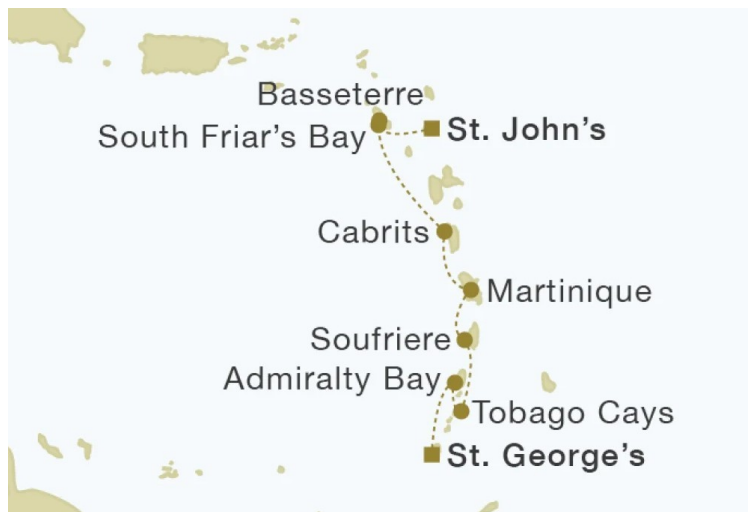 Basseterre
South Friar's Bay
St. John's
Cabrits
Martinique
Soufriere
Admiralty Bay
Tobago Cays
St. George's